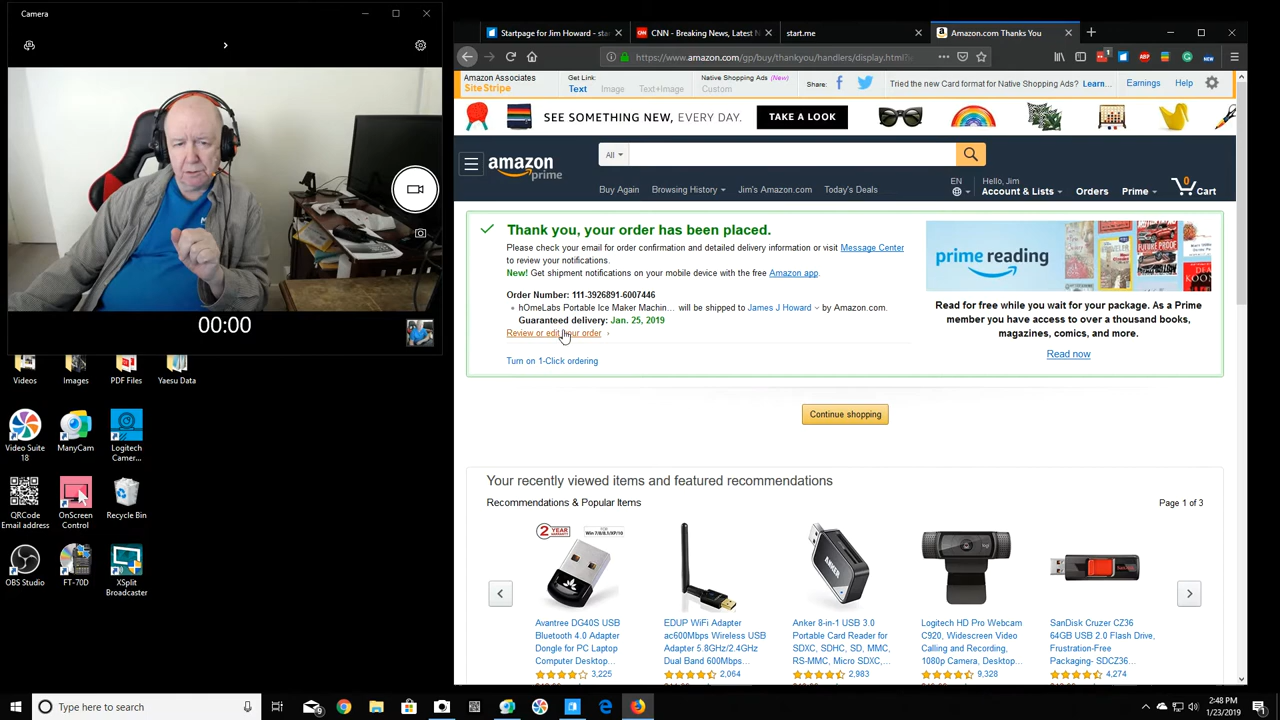 Camera
00:00
Videos
Images
PDF Files
Yaesu Data
Video Suite
18
ManyCam
Logitech
Camer...
QRCode
Email address
OnScreen
Control
Recycle Bin
OBS Studio
FT-70D
XSplit
Broadcaster
Startpage for Jim Howard - sta
CNN - Breaking News, Latest N
start.me
Amazon.com Thanks You
https://www.amazon.com/gp/buy/thankyou/handlers/display.html?
Amazon Associates
SiteStripe
Get Link:
Text
Image
Text+Image
Native Shopping Ads (New)
Custom
Share:
Tried the new Card format for Native Shopping Ads? Learn...
Earnings
Help
SEE SOMETHING NEW, EVERY DAY.
TAKE A LOOK
amazon
prime
All
EN
Hello, Jim
Account & Lists
Orders
Prime
0
Cart
Buy Again
Browsing History
Jim's Amazon.com
Today's Deals
Thank you, your order has been placed.
Please check your email for order confirmation and detailed delivery information or visit Message Center
to review your notifications.
New! Get shipment notifications on your mobile device with the free Amazon app.
Order Number: 111-3926891-6007446
hOmeLabs Portable Ice Maker Machin... will be shipped to James J Howard by Amazon.com.
Guaranteed delivery: Jan. 25, 2019
Review or edit your order
Turn on 1-Click ordering
prime reading
Read for free while you wait for your package. As a Prime
member you have access to over a thousand books,
magazines, comics, and more.
Read now
Continue shopping
Your recently viewed items and featured recommendations
Recommendations & Popular Items
Page 1 of 3
Avantree DG40S USB
Bluetooth 4.0 Adapter
Dongle for PC Laptop
Computer Desktop...
3,225
EDUP WiFi Adapter
ac600Mbps Wireless USB
Adapter 5.8GHz/2.4GHz
Dual Band 600Mbps...
2,064
Anker 8-in-1 USB 3.0
Portable Card Reader for
SDXC, SDHC, SD, MMC,
RS-MMC, Micro SDXC,...
2,983
Logitech HD Pro Webcam
C920, Widescreen Video
Calling and Recording,
1080p Camera, Desktop...
9,328
SanDisk Cruzer CZ36
64GB USB 2.0 Flash Drive,
Frustration-Free
Packaging- SDCZ36...
4,274
Type here to search
2:48 PM
1/23/2019